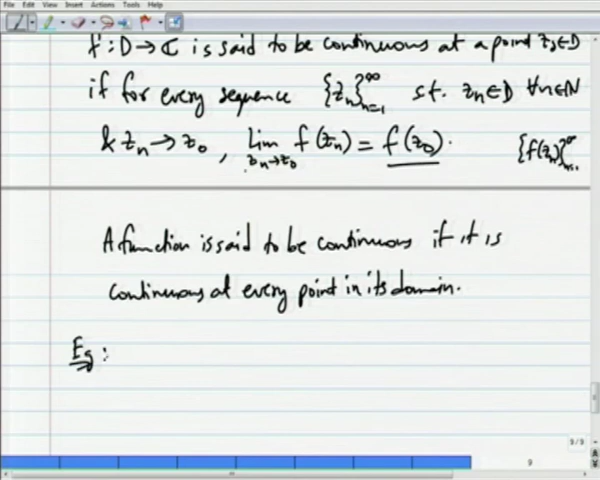 File Edit View Insert Actions Tools Help
f : D → ℂ is said to be continuous at a point z₀ ∈ D
if for every sequence {zₙ}ₙ₌₁^∞ s.t. zₙ ∈ D ∀ n ∈ N
& zₙ → z₀, lim_{zₙ→z₀} f(zₙ) = f(z₀). {f(zₙ)}ₙ₌₁^∞
A function is said to be continuous if it is
continuous at every point in its domain.
Eg :
9/9
9